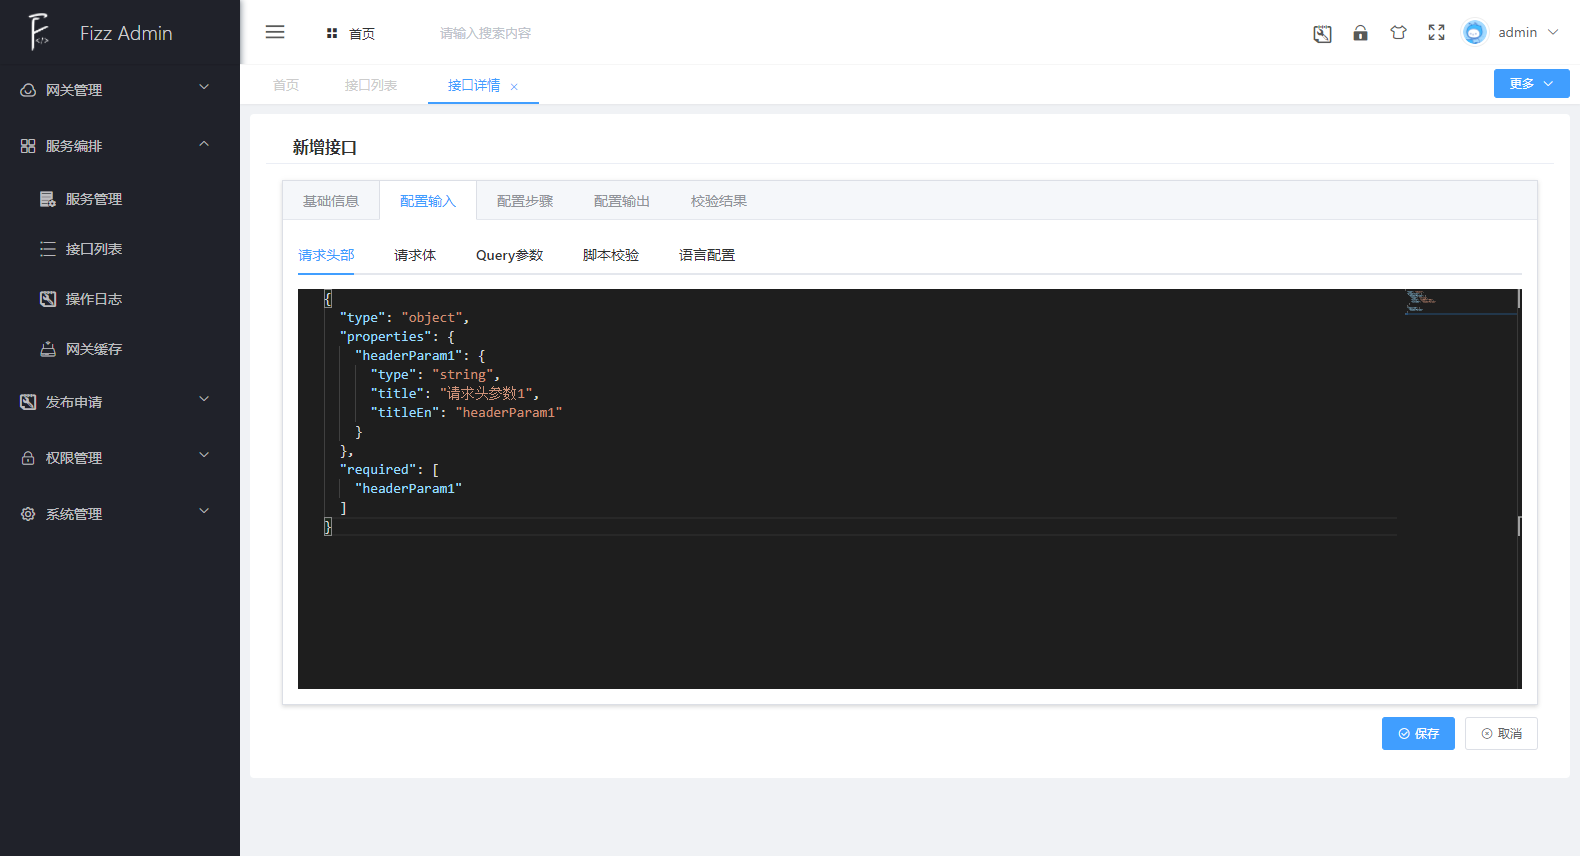 Fizz Admin
首页
请输入搜索内容
admin
首页
接口列表
接口详情
更多
网关管理
服务编排
服务管理
接口列表
操作日志
网关缓存
发布申请
权限管理
系统管理
新增接口
基础信息
配置输入
配置步骤
配置输出
校验结果
请求头部
请求体
Query参数
脚本校验
语言配置
{
"type": "object",
"properties": {
"headerParam1": {
"type": "string",
"title": "请求头参数1",
"titleEn": "headerParam1"
}
},
"required": [
"headerParam1"
]
}
保存
取消